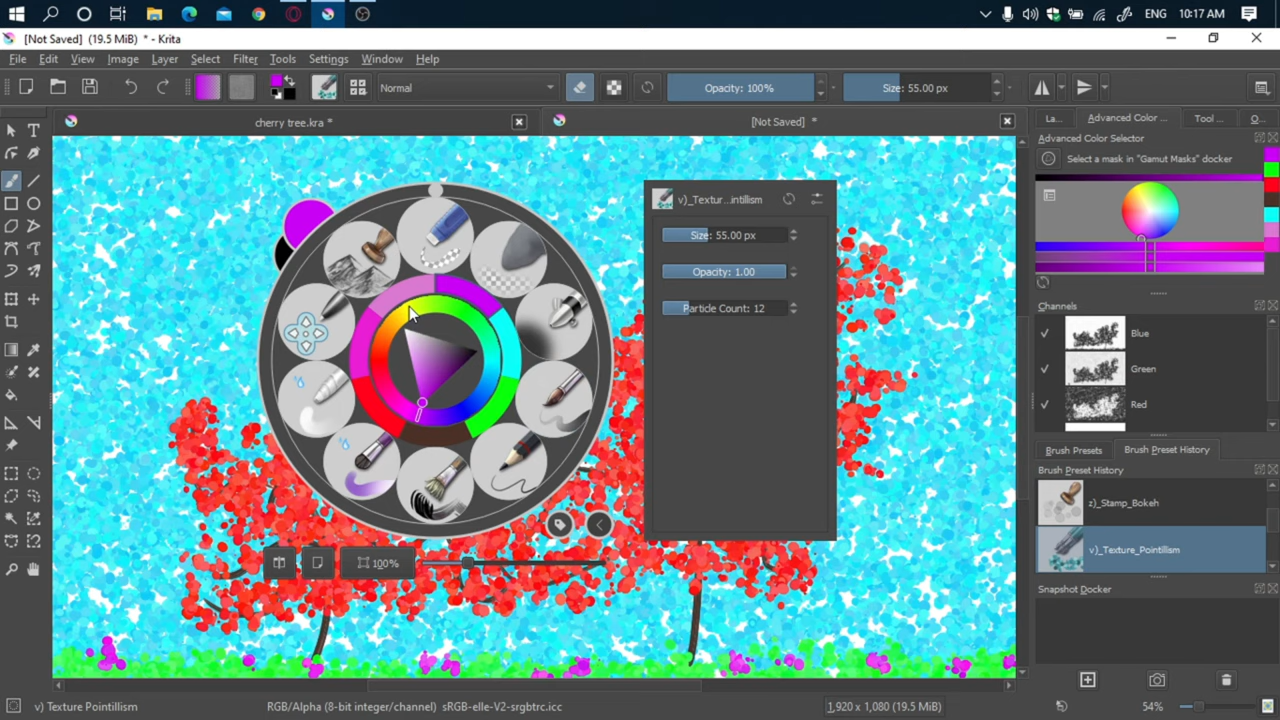 ENG
10:17 AM
[Not Saved] (19.5 MiB) * - Krita
File Edit View Image Layer Select Filter Tools Settings Window Help
Normal
Opacity: 100%
Size: 55.00 px
cherry tree.kra *
[Not Saved] *
La...
Advanced Color ...
Tool ...
O...
Advanced Color Selector
Select a mask in "Gamut Masks" docker
v)_Textur...intillism
Size: 55.00 px
Opacity: 1.00
Particle Count: 12
Channels
Blue
Green
Red
Brush Presets
Brush Preset History
Brush Preset History
z)_Stamp_Bokeh
v)_Texture_Pointillism
100%
Snapshot Docker
v) Texture Pointillism
RGB/Alpha (8-bit integer/channel) sRGB-elle-V2-srgbtrc.icc
1,920 x 1,080 (19.5 MiB)
54%